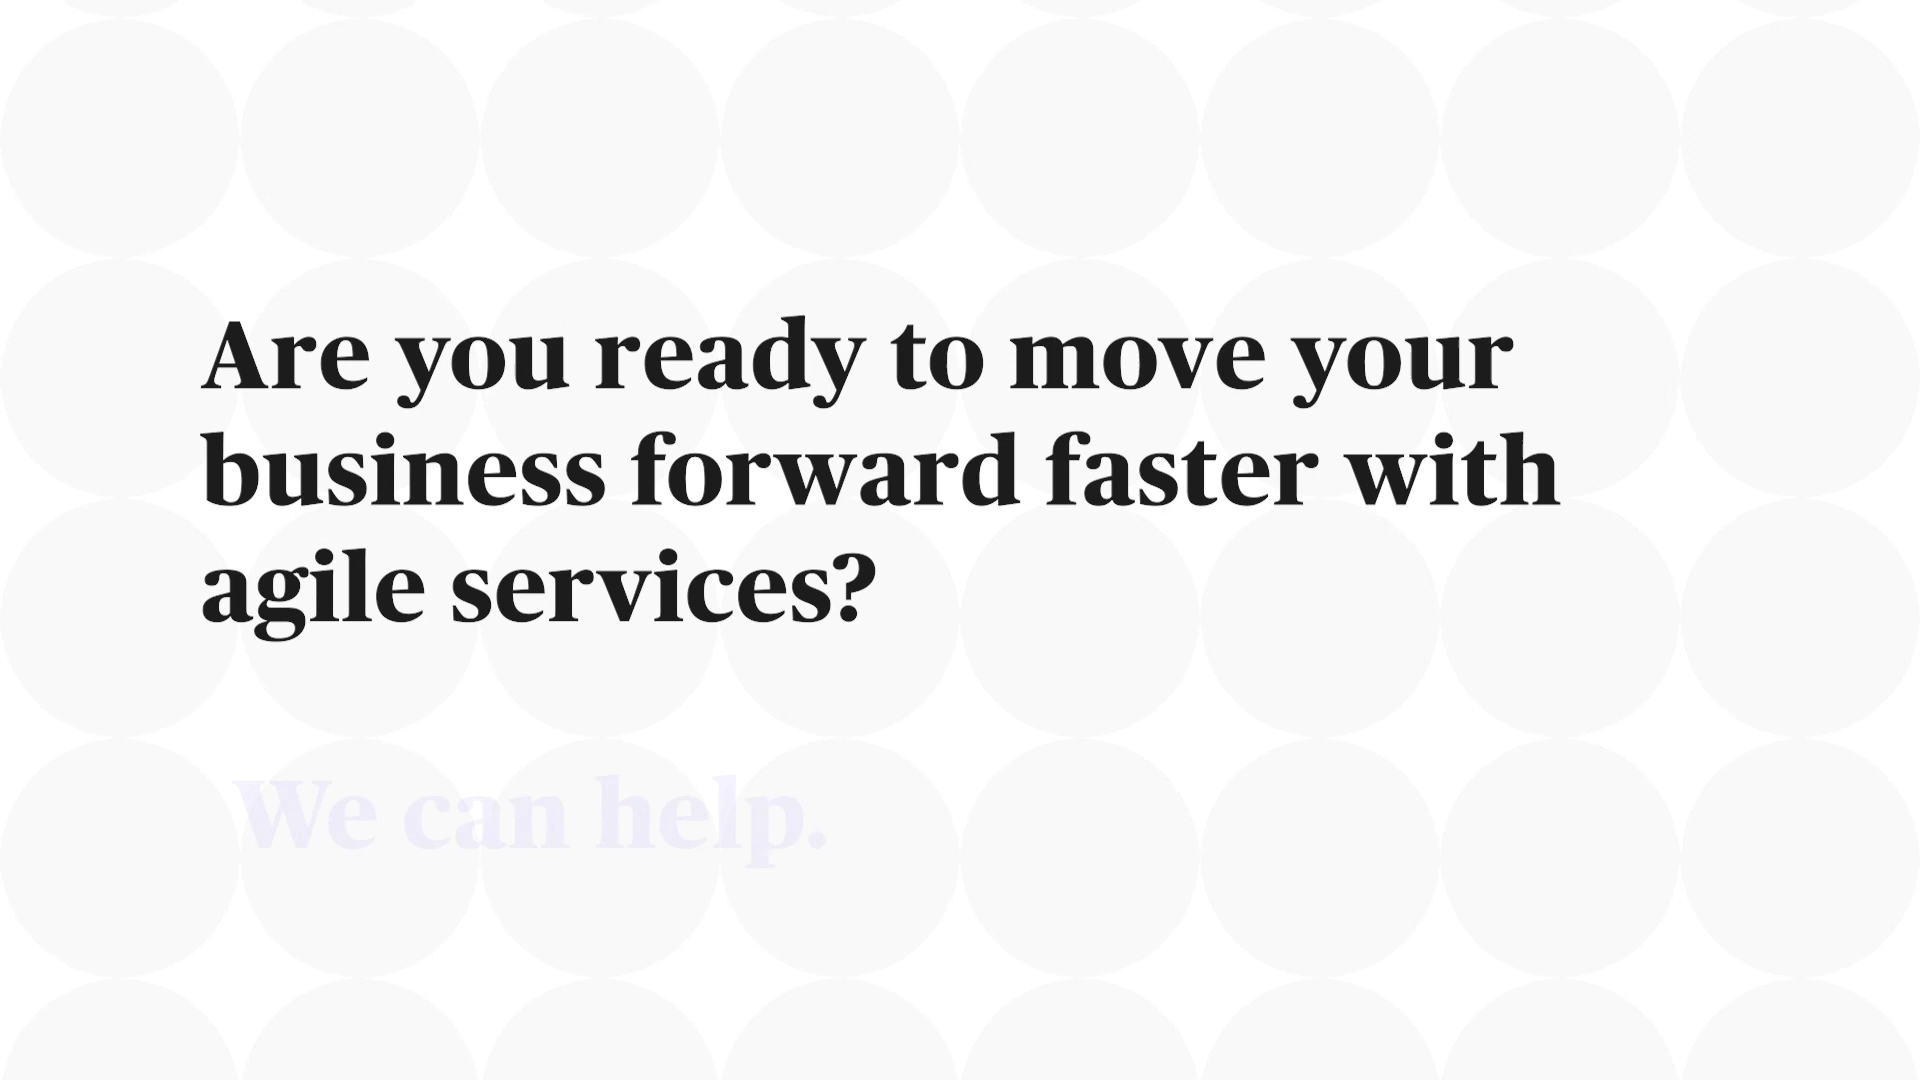 Are you ready to move your
business forward faster with
agile services?
We can help.